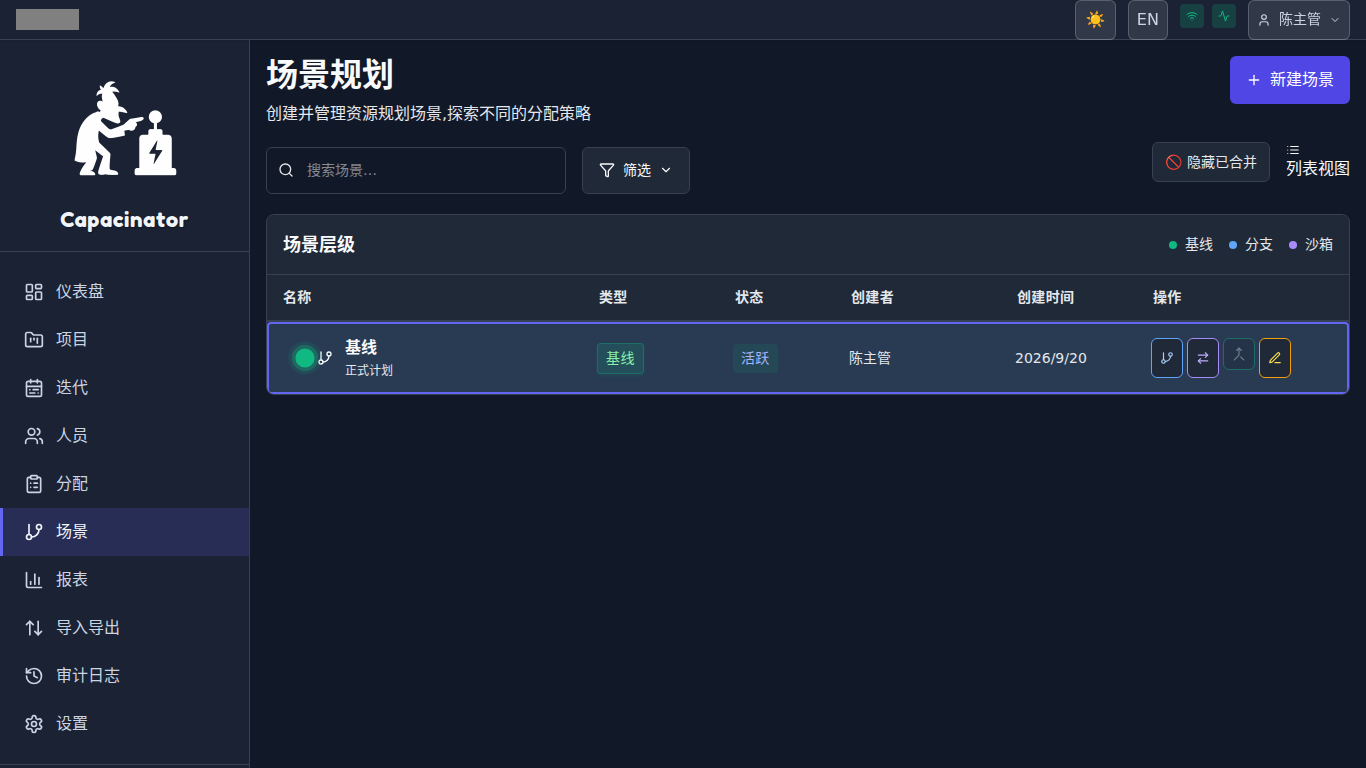 EN
陈主管
Capacinator
仪表盘
项目
迭代
人员
分配
场景
报表
导入导出
审计日志
设置
场景规划
创建并管理资源规划场景,探索不同的分配策略
新建场景
搜索场景...
筛选
隐藏已合并
列表视图
场景层级
基线 分支 沙箱
名称 类型 状态 创建者 创建时间 操作
基线
正式计划
基线 活跃 陈主管 2026/9/20